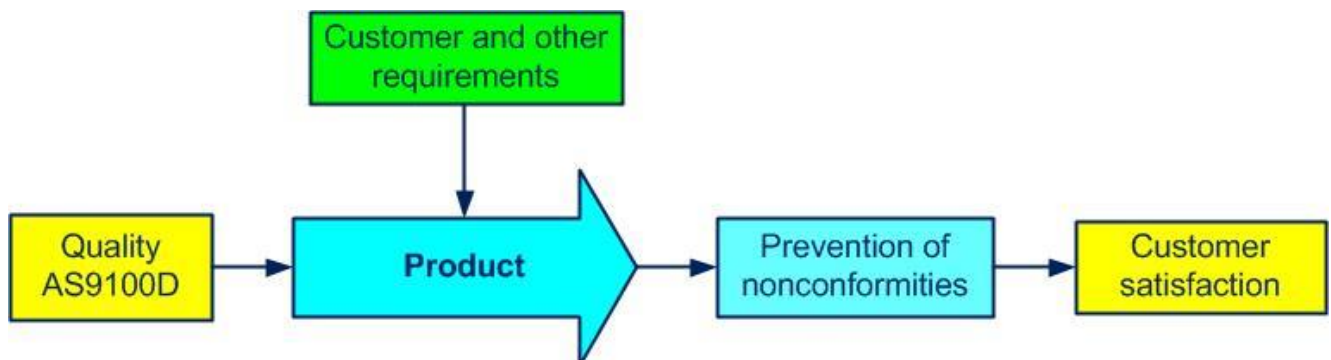 Customer and other
requirements
Quality
AS9100D
Product
Prevention of
nonconformities
Customer
satisfaction